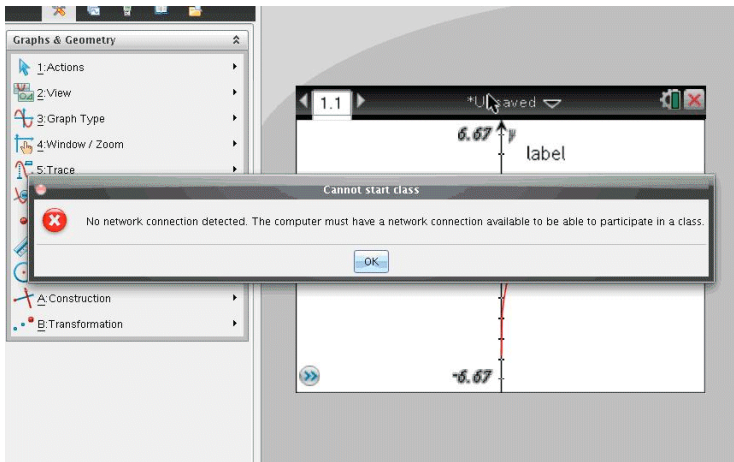 Graphs & Geometry
1:Actions
2:View
3:Graph Type
4:Window / Zoom
5:Trace
1.1
6.67 y
label
Cannot start class
No network connection detected. The computer must have a network connection available to be able to participate in a class.
OK
A:Construction
B:Transformation
-6.67